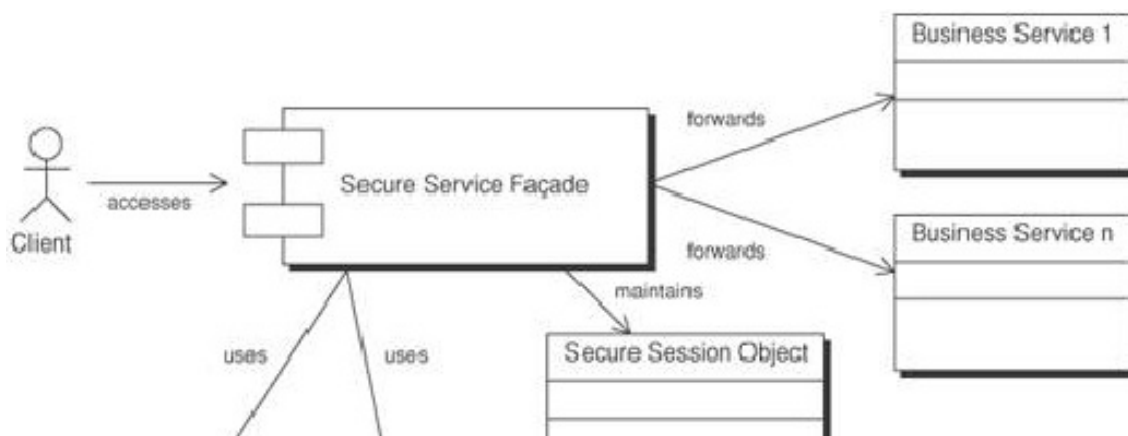 Business Service 1
forwards
Secure Service Façade
accesses
Client
Business Service n
forwards
maintains
uses
uses
Secure Session Object